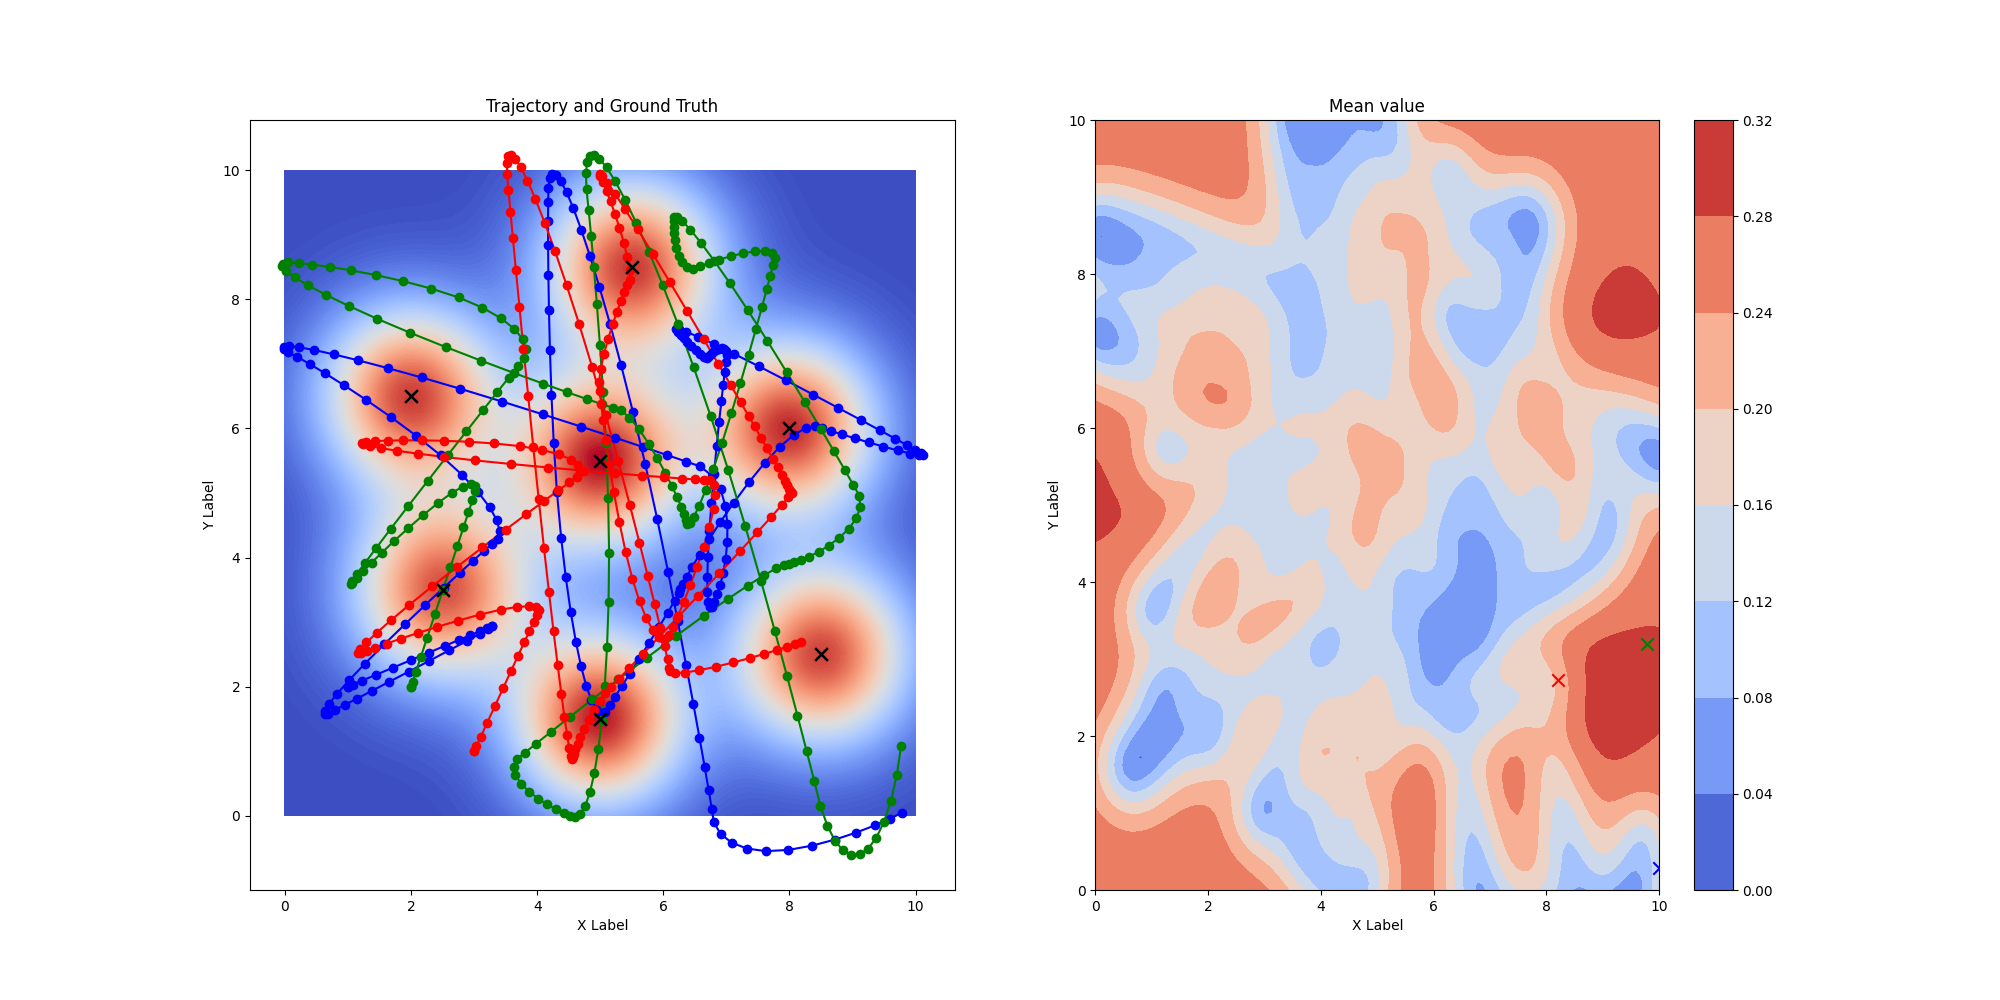 Trajectory and Ground Truth
Y Label
10
8
6
4
2
0
0 2 4 6 8 10
X Label
Mean value
Y Label
10
8
6
4
2
0
0 2 4 6 8 10
X Label
0.32
0.28
0.24
0.20
0.16
0.12
0.08
0.04
0.00